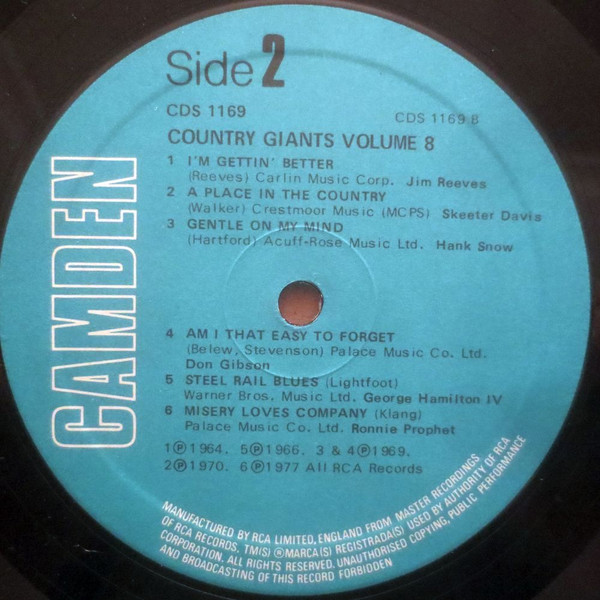 Side 2
CDS 1169
CDS 1169 B
COUNTRY GIANTS VOLUME 8
1 I'M GETTIN' BETTER
(Reeves) Carlin Music Corp. Jim Reeves
2 A PLACE IN THE COUNTRY
(Walker) Crestmoor Music (MCPS) Skeeter Davis
3 GENTLE ON MY MIND
(Hartford) Acuff-Rose Music Ltd. Hank Snow
CAMDEN
4 AM I THAT EASY TO FORGET
(Belew, Stevenson) Palace Music Co. Ltd.
Don Gibson
5 STEEL RAIL BLUES (Lightfoot)
Warner Bros. Music Ltd. George Hamilton IV
6 MISERY LOVES COMPANY (Klang)
Palace Music Co. Ltd. Ronnie Prophet
1℗1964. 5℗1966. 3 & 4℗1969.
2℗1970. 6℗1977 All RCA Records
MANUFACTURED BY RCA LIMITED, ENGLAND FROM MASTER RECORDINGS
OF RCA RECORDS, TM(S) ® MARCA(S) REGISTRADA(S) USED BY AUTHORITY OF RCA
CORPORATION. ALL RIGHTS RESERVED. UNAUTHORISED COPYING, PUBLIC PERFORMANCE
AND BROADCASTING OF THIS RECORD FORBIDDEN